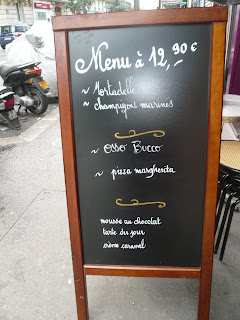 Menu à 12,90€
~ Mortadelle
~ champignons marinés
~ OSSO BUCCO
~ pizza margherita
mousse au chocolat
tarte du jour
crème caramel